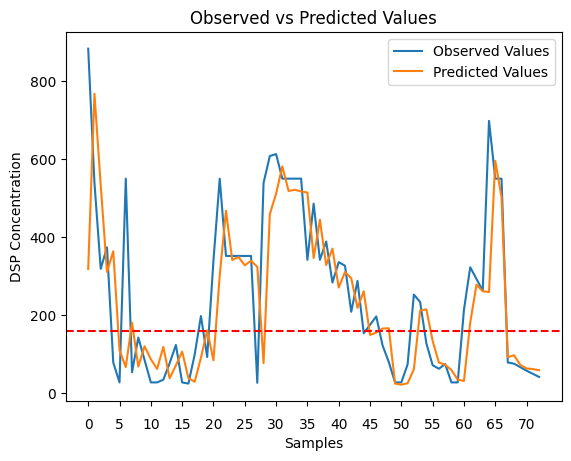 Observed vs Predicted Values
Observed Values
Predicted Values
DSP Concentration
800
600
400
200
0
0 5 10 15 20 25 30 35 40 45 50 55 60 65 70
Samples